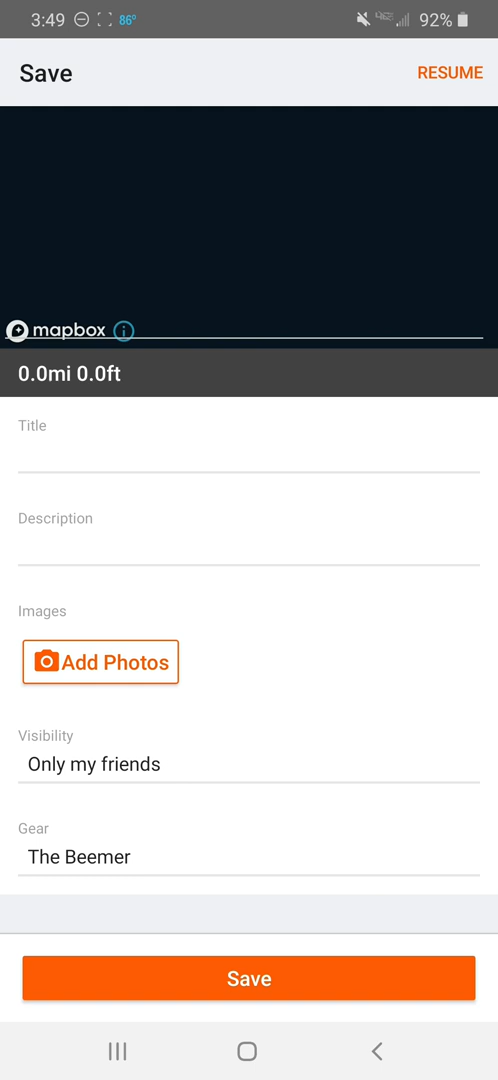 3:49 86° 92%
Save RESUME
mapbox
0.0mi 0.0ft
Title
Description
Images
Add Photos
Visibility
Only my friends
Gear
The Beemer
Save